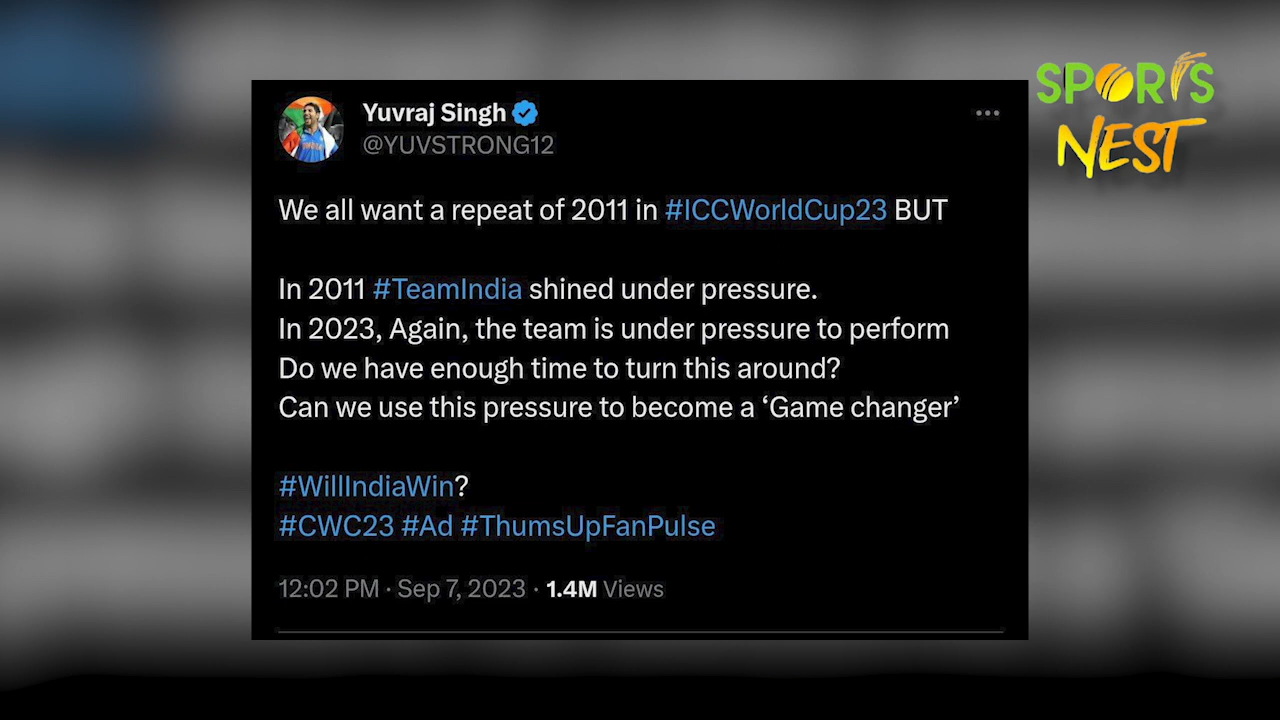 SPORTS
NEST
Yuvraj Singh
@YUVSTRONG12
We all want a repeat of 2011 in #ICCWorldCup23 BUT
In 2011 #TeamIndia shined under pressure.
In 2023, Again, the team is under pressure to perform
Do we have enough time to turn this around?
Can we use this pressure to become a ‘Game changer’
#WillIndiaWin?
#CWC23 #Ad #ThumsUpFanPulse
12:02 PM · Sep 7, 2023 · 1.4M Views